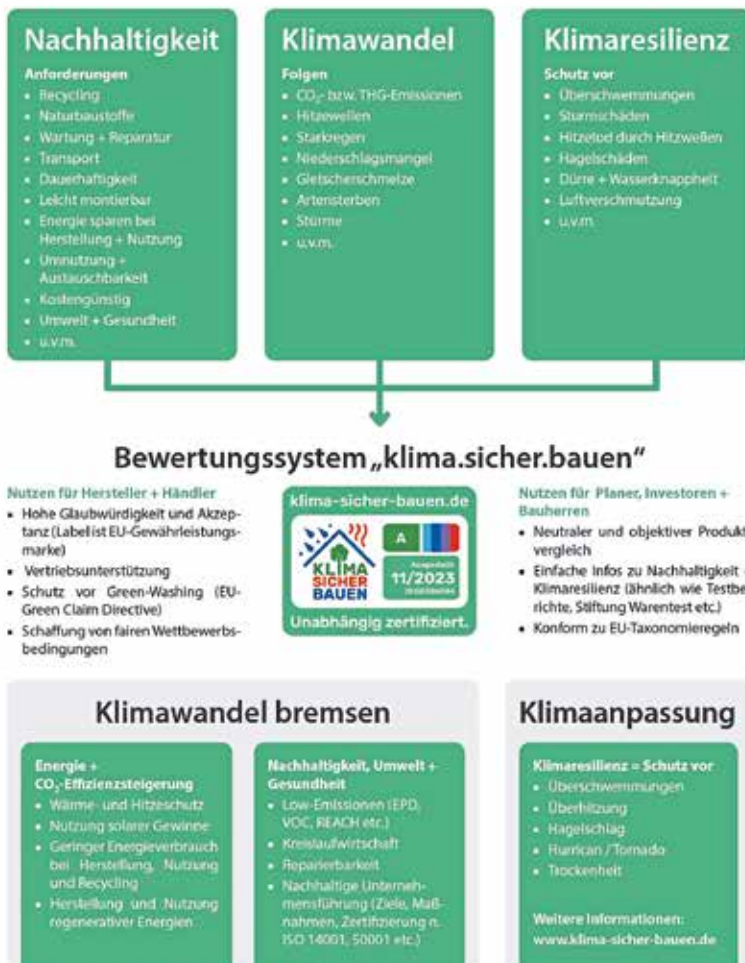 Nachhaltigkeit
Anforderungen
• Recycling
• Naturbaustoffe
• Wartung + Reparatur
• Transport
• Dauerhaftigkeit
• Leicht montierbar
• Energie sparen bei
Herstellung + Nutzung
• Umnutzung +
Austauschbarkeit
• Kostengünstig
• Umwelt + Gesundheit
• u.v.m.
Klimawandel
Folgen
• CO₂- bzw. THG-Emissionen
• Hitzewellen
• Starkregen
• Niederschlagsmangel
• Gletscherschmelze
• Artensterben
• Stürme
• u.v.m.
Klimaresilienz
Schutz vor
• Überschwemmungen
• Sturmschäden
• Hitzetod durch Hitzweßen
• Hagelschäden
• Dürre + Wasserknappheit
• Luftverschmutzung
• u.v.m.
Bewertungssystem „klima.sicher.bauen“
Nutzen für Hersteller + Händler
• Hohe Glaubwürdigkeit und Akzep-
tanz (Label ist EU-Gewährleistungs-
marke)
• Vertriebsunterstützung
• Schutz vor Green-Washing (EU-
Green Claim Directive)
• Schaffung von fairen Wettbewerbs-
bedingungen
klima-sicher-bauen.de
KLIMA
SICHER
BAUEN
A
Ausgestellt
11/2023
Unabhängig zertifiziert.
Nutzen für Planer, Investoren +
Bauherren
• Neutraler und objektiver Produkt
vergleich
• Einfache Infos zu Nachhaltigkeit
Klimaresilienz (ähnlich wie Testbe
richte, Stiftung Warentest etc.)
• Konform zu EU-Taxonomieregeln
Klimawandel bremsen
Energie +
CO₂-Effizienzsteigerung
• Wärme- und Hitzeschutz
• Nutzung solarer Gewinne
• Geringer Energieverbrauch
bei Herstellung, Nutzung
und Recycling
• Herstellung und Nutzung
regenerativer Energien
Nachhaltigkeit, Umwelt +
Gesundheit
• Low-Emissionen (EPD,
VOC, REACH etc.)
• Kreislaufwirtschaft
• Reparierbarkeit
• Nachhaltige Unterneh-
mensführung (Ziele, Maß-
nahmen, Zertifizierung n.
ISO 14001, 50001 etc.)
Klimaanpassung
Klimaresilienz = Schutz vor
• Überschwemmungen
• Überhitzung
• Hagelschlag
• Hurrican / Tornado
• Trockenheit
Weitere Informationen:
www.klima-sicher-bauen.de